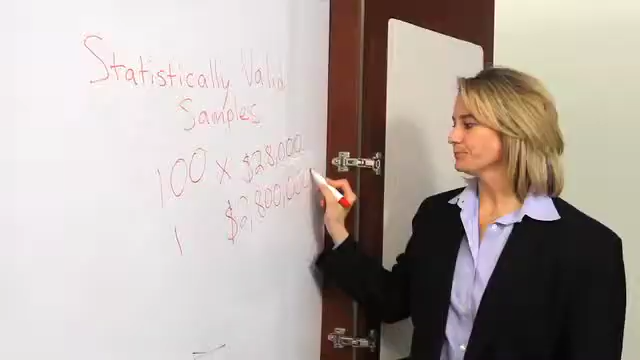 Statistically Valid
Samples
100 x $28,000
1 $2,800,000